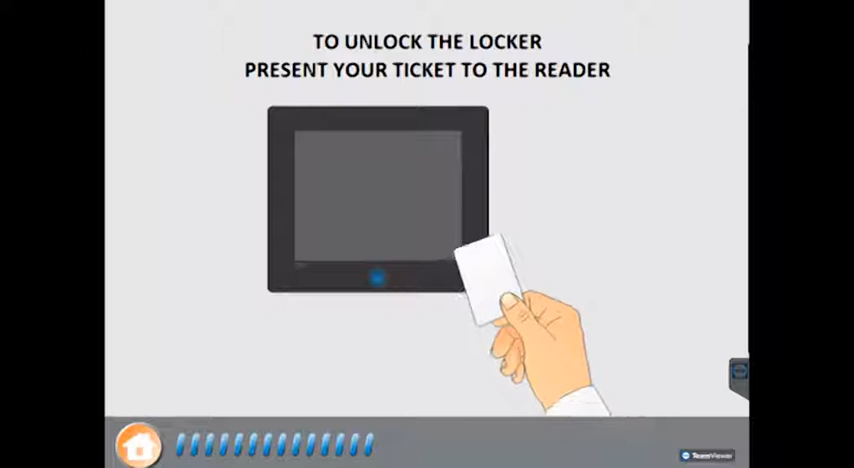 TO UNLOCK THE LOCKER
PRESENT YOUR TICKET TO THE READER
TeamViewer